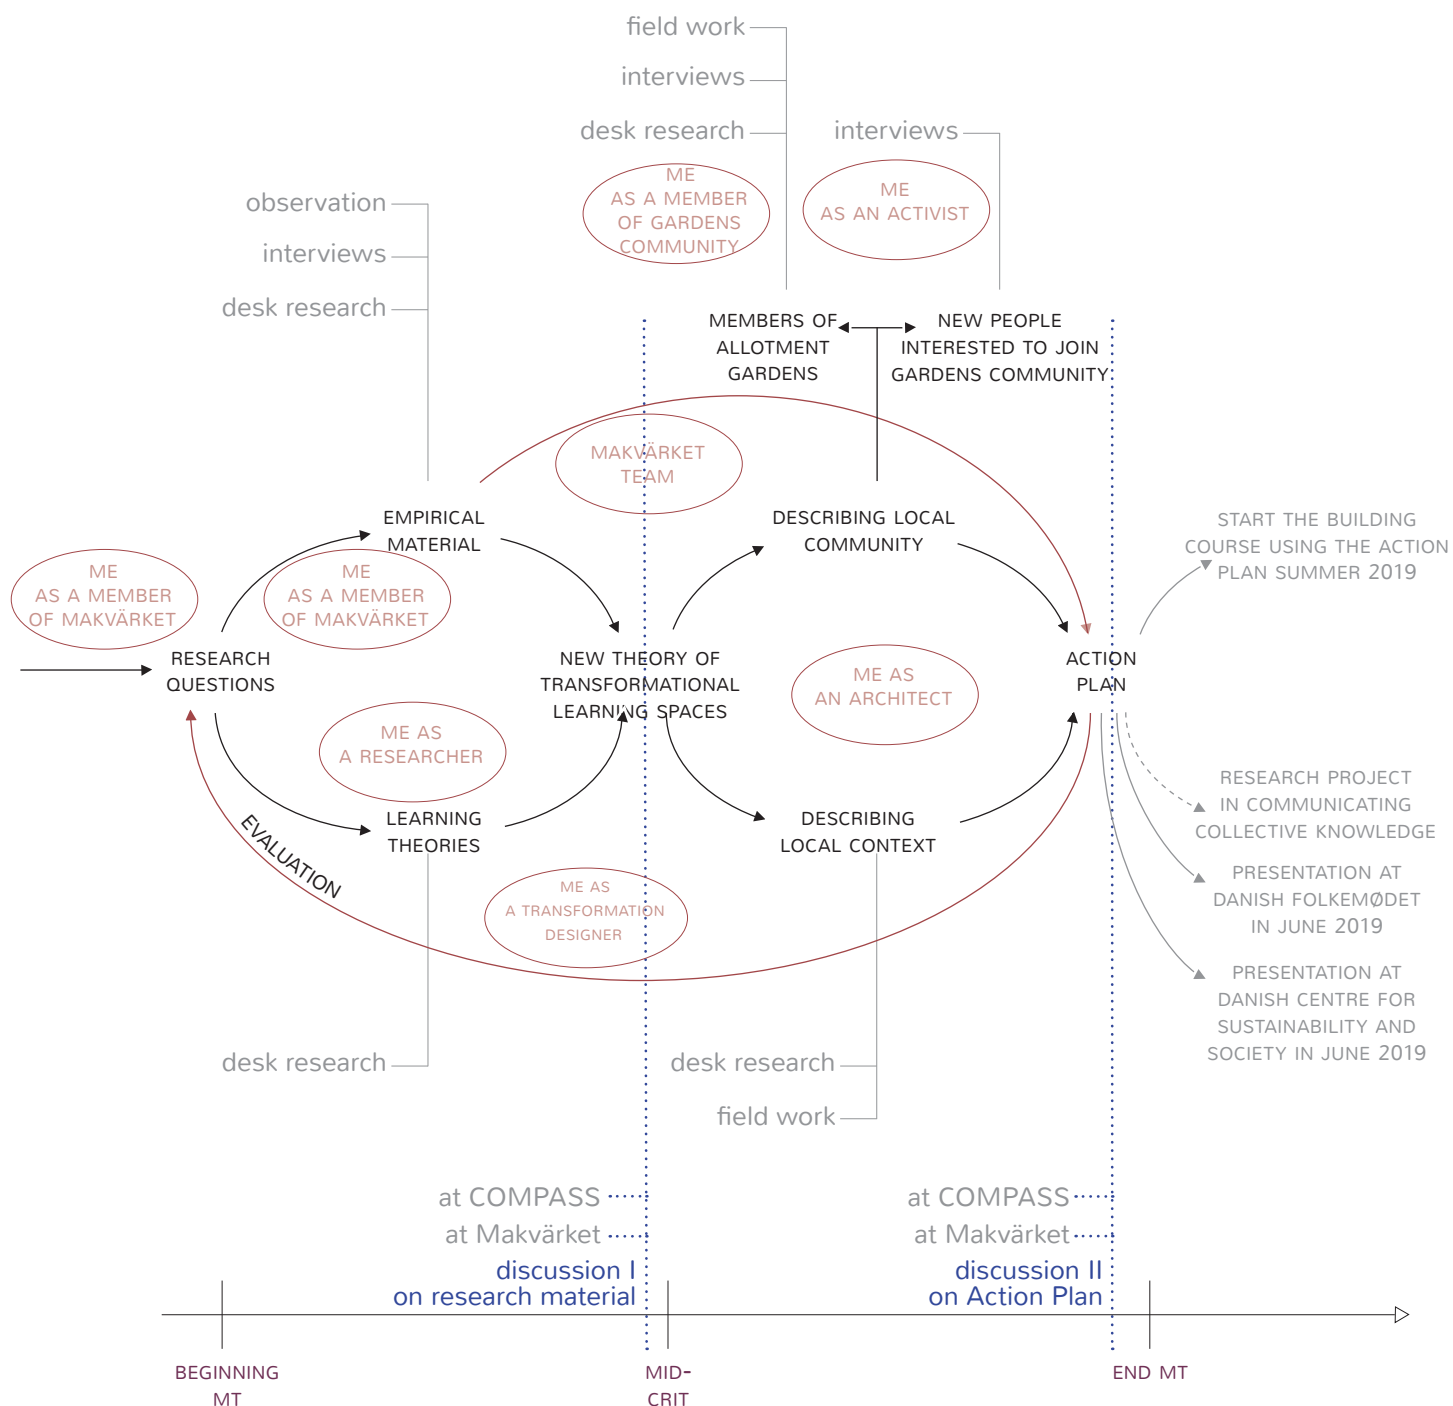 field work
interviews
desk research
interviews
ME
AS A MEMBER
OF GARDENS
COMMUNITY
ME
AS AN ACTIVIST
observation
interviews
desk research
MEMBERS OF
ALLOTMENT
GARDENS
NEW PEOPLE
INTERESTED TO JOIN
GARDENS COMMUNITY
MAKVÄRKET
TEAM
EMPIRICAL
MATERIAL
DESCRIBING LOCAL
COMMUNITY
START THE BUILDING
COURSE USING THE ACTION
PLAN SUMMER 2019
ME
AS A MEMBER
OF MAKVÄRKET
ME
AS A MEMBER
OF MAKVÄRKET
RESEARCH
QUESTIONS
NEW THEORY OF
TRANSFORMATIONAL
LEARNING SPACES
ME AS
AN ARCHITECT
ACTION
PLAN
ME AS
A RESEARCHER
LEARNING
THEORIES
DESCRIBING
LOCAL CONTEXT
RESEARCH PROJECT
IN COMMUNICATING
COLLECTIVE KNOWLEDGE
EVALUATION
ME AS
A TRANSFORMATION
DESIGNER
PRESENTATION AT
DANISH FOLKEMØDET
IN JUNE 2019
PRESENTATION AT
DANISH CENTRE FOR
SUSTAINABILITY AND
SOCIETY IN JUNE 2019
desk research
desk research
field work
at COMPASS
at Makvärket
discussion I
on research material
at COMPASS
at Makvärket
discussion II
on Action Plan
BEGINNING
MT
MID-
CRIT
END MT